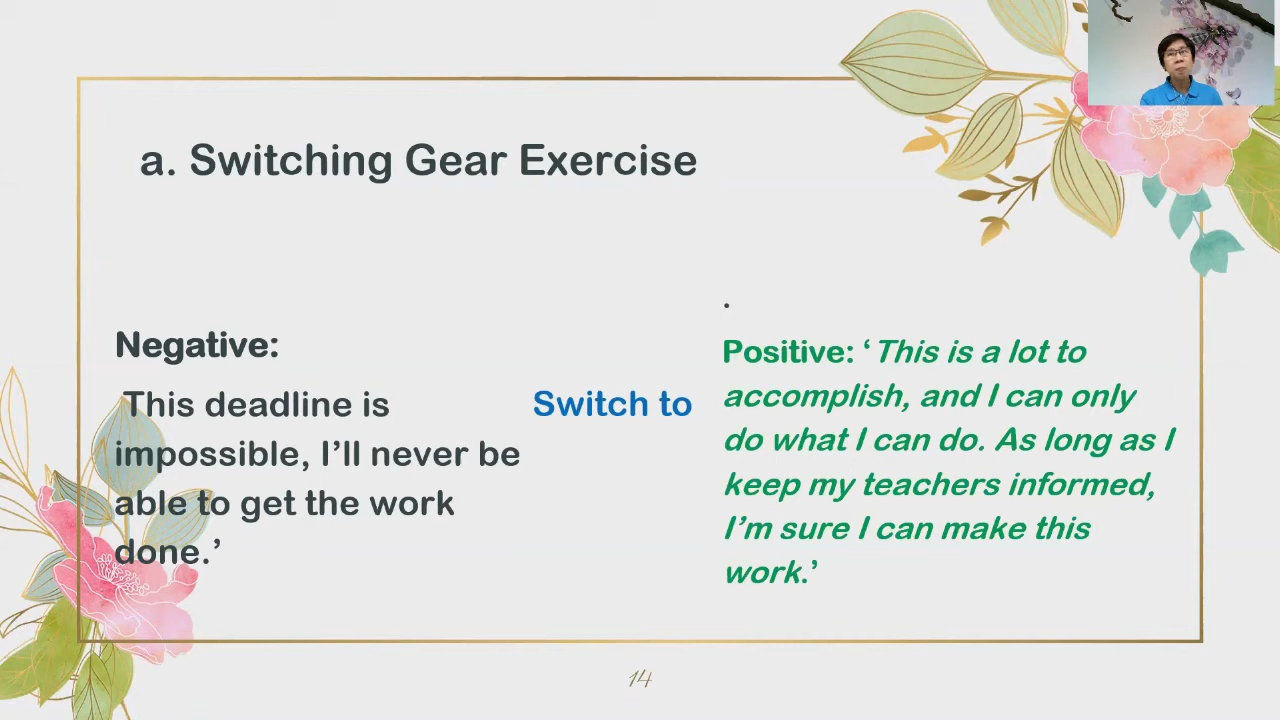 a. Switching Gear Exercise
Negative:
This deadline is
impossible, I’ll never be
able to get the work
done.’
Switch to
.
Positive: ‘ This is a lot to
accomplish, and I can only
do what I can do. As long as I
keep my teachers informed,
I’m sure I can make this
work.’
14